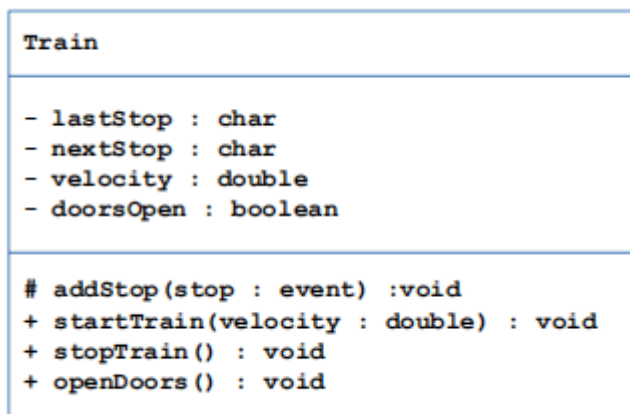 Train
- lastStop : char
- nextStop : char
- velocity : double
- doorsOpen : boolean
# addStop(stop : event) :void
+ startTrain(velocity : double) : void
+ stopTrain() : void
+ openDoors() : void